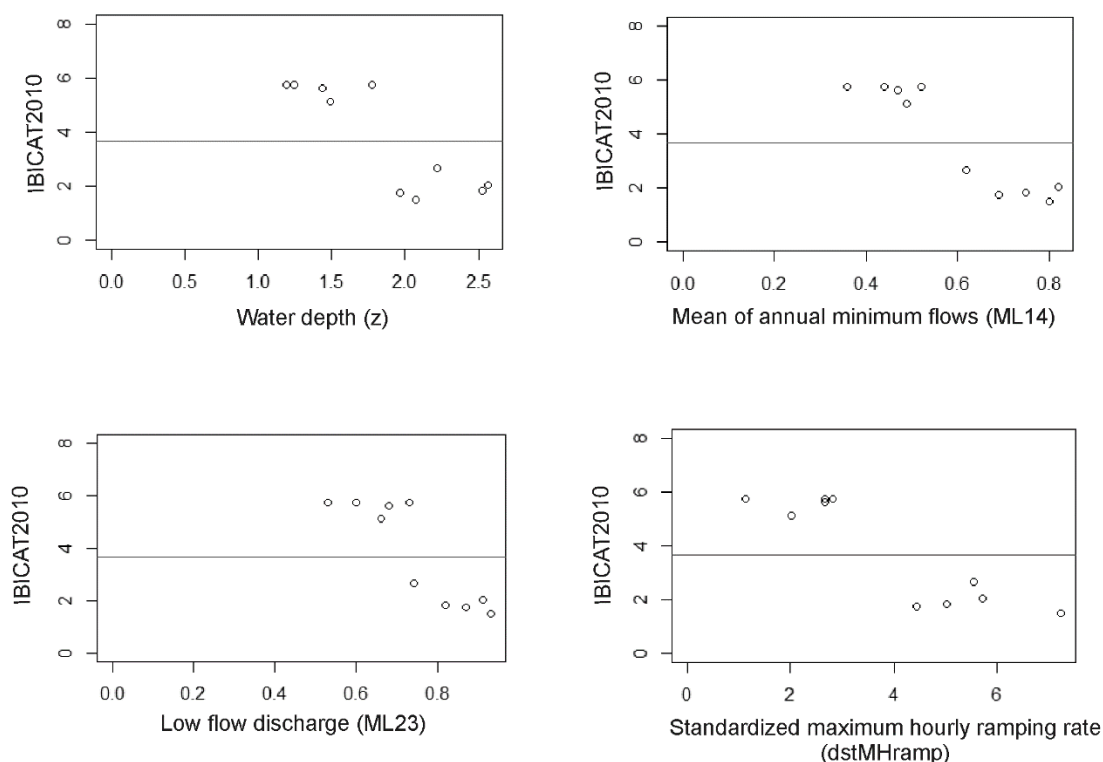 IBICAT2010
8
6
4
2
0
0.0 0.5 1.0 1.5 2.0 2.5
Water depth (z)
IBICAT2010
8
6
4
2
0
0.0 0.2 0.4 0.6 0.8
Mean of annual minimum flows (ML14)
IBICAT2010
8
6
4
2
0
0.0 0.2 0.4 0.6 0.8
Low flow discharge (ML23)
IBICAT2010
8
6
4
2
0
0 2 4 6
Standardized maximum hourly ramping rate
(dstMHramp)